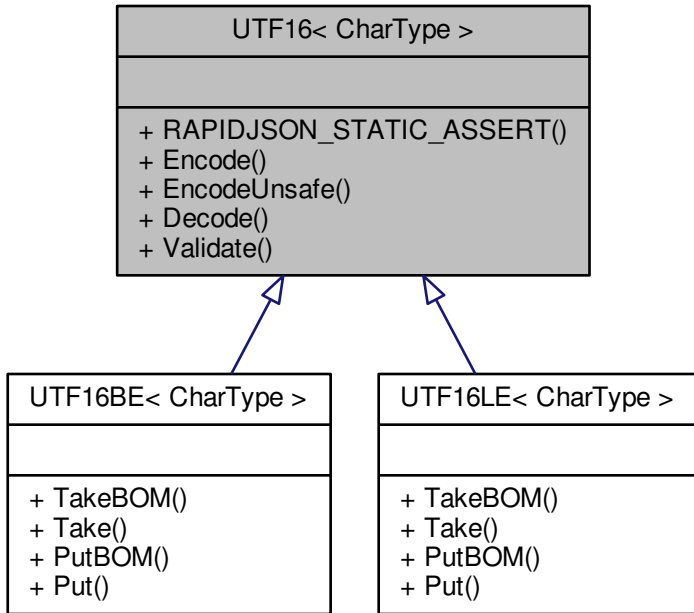 UTF16< CharType >
+ RAPIDJSON_STATIC_ASSERT()
+ Encode()
+ EncodeUnsafe()
+ Decode()
+ Validate()
UTF16BE< CharType >
+ TakeBOM()
+ Take()
+ PutBOM()
+ Put()
UTF16LE< CharType >
+ TakeBOM()
+ Take()
+ PutBOM()
+ Put()